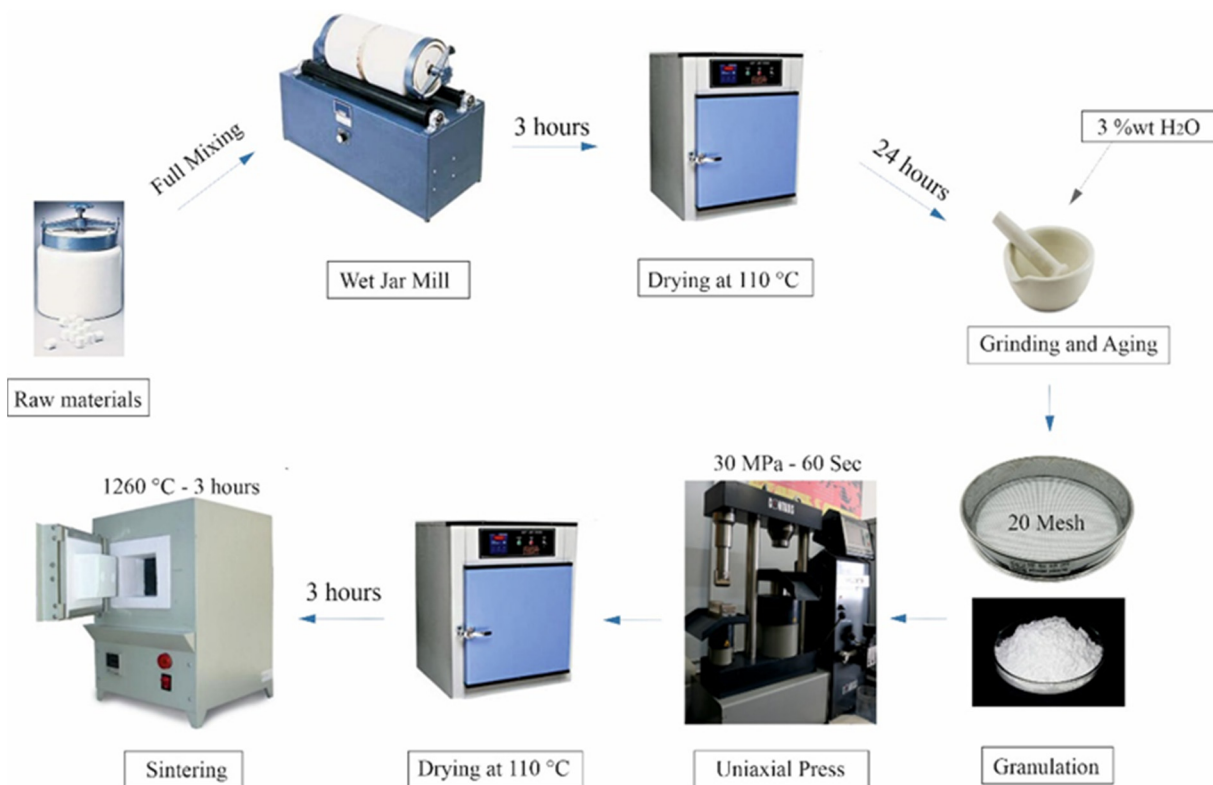 Full Mixing
3 hours
24 hours
3 %wt H2O
Wet Jar Mill
Drying at 110 °C
Grinding and Aging
Raw materials
30 MPa - 60 Sec
20 Mesh
1260 °C - 3 hours
3 hours
Sintering
Drying at 110 °C
Uniaxial Press
Granulation